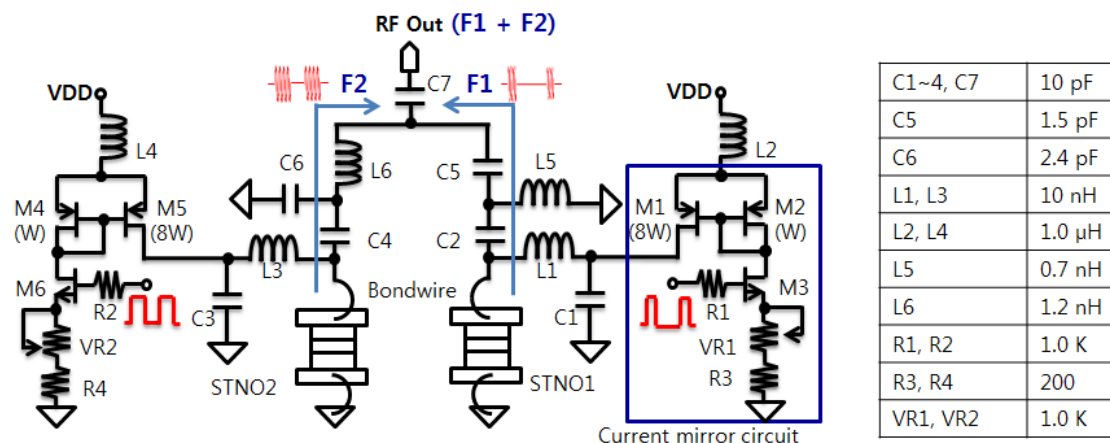 RF Out (F1 + F2)
F2
C7
F1
VDD
L4
M4
(W)
M5
(8W)
M6
R2
VR2
R4
C3
L3
C6
L6
C4
Bondwire
STNO2
C5
L5
C2
L1
C1
STNO1
VDD
L2
M1
(8W)
M2
(W)
M3
R1
VR1
R3
Current mirror circuit
C1~4, C7 10 pF
C5 1.5 pF
C6 2.4 pF
L1, L3 10 nH
L2, L4 1.0 μH
L5 0.7 nH
L6 1.2 nH
R1, R2 1.0 K
R3, R4 200
VR1, VR2 1.0 K